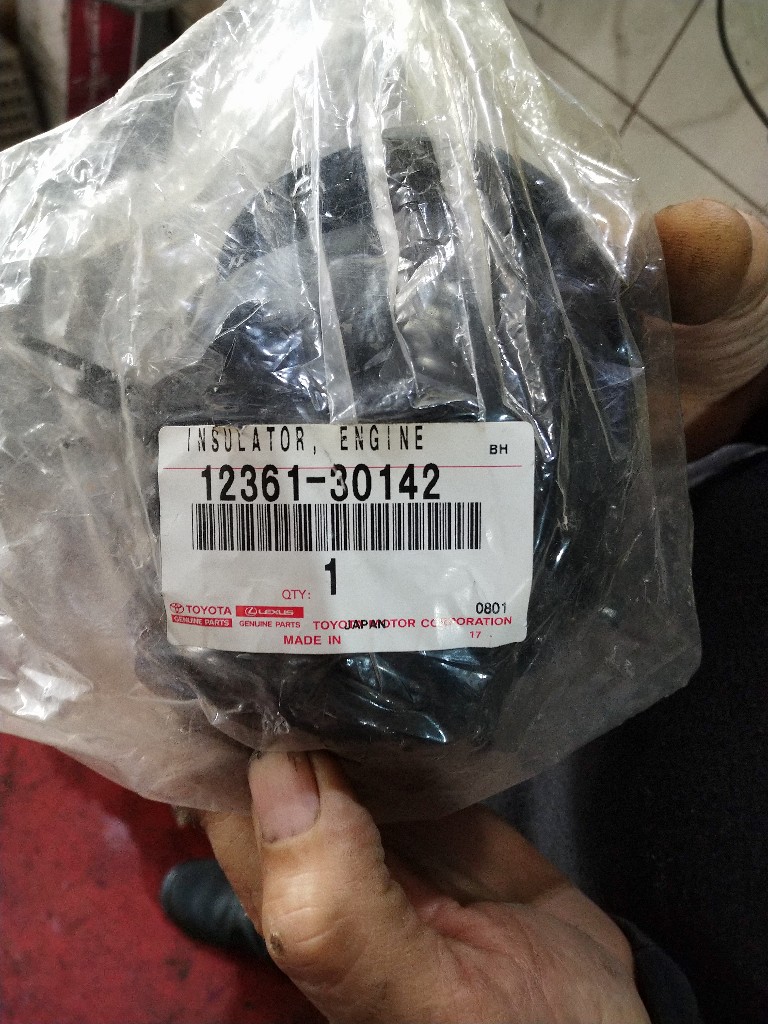 INSULATOR, ENGINE
BH
12361-30142
QTY: 1
0801
TOYOTA LEXUS
GENUINE PARTS GENUINE PARTS TOYOTA MOTOR CORPORATION
MADE IN JAPAN 17